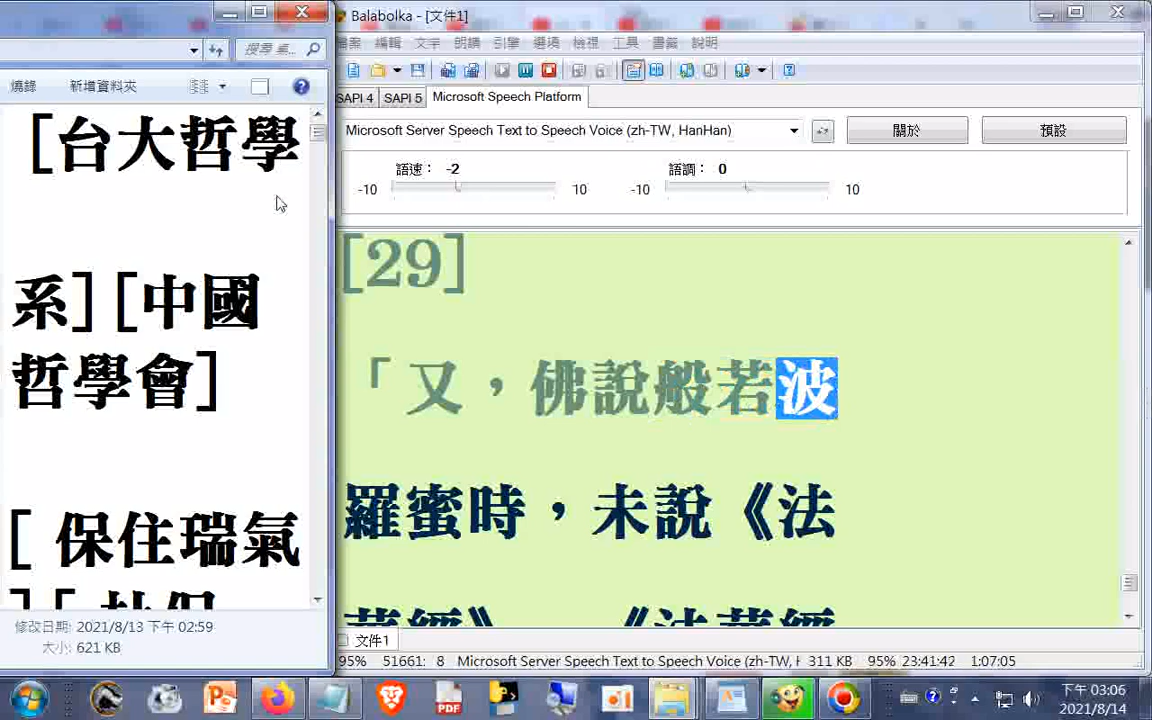 搜尋 桌...
燒錄
新增資料夾
[台大哲學
系][中國
哲學會]
[ 保住瑞氣
修改日期: 2021/8/13 下午 02:59
大小: 621 KB
Balabolka - [文件1]
檔案 編輯 文字 朗讀 引擎 選項 檢視 工具 書籤 說明
SAPI 4 SAPI 5 Microsoft Speech Platform
Microsoft Server Speech Text to Speech Voice (zh-TW, HanHan)
關於
預設
語速： -2
語調： 0
-10 10 -10 10
[29]
「又，佛說般若波
羅蜜時，未說《法
華經》，《法華經
文件1
95% 51661: 8 Microsoft Server Speech Text to Speech Voice (zh-TW, H 311 KB 95% 23:41:42 1:07:05
PDF
下午 03:06
2021/8/14